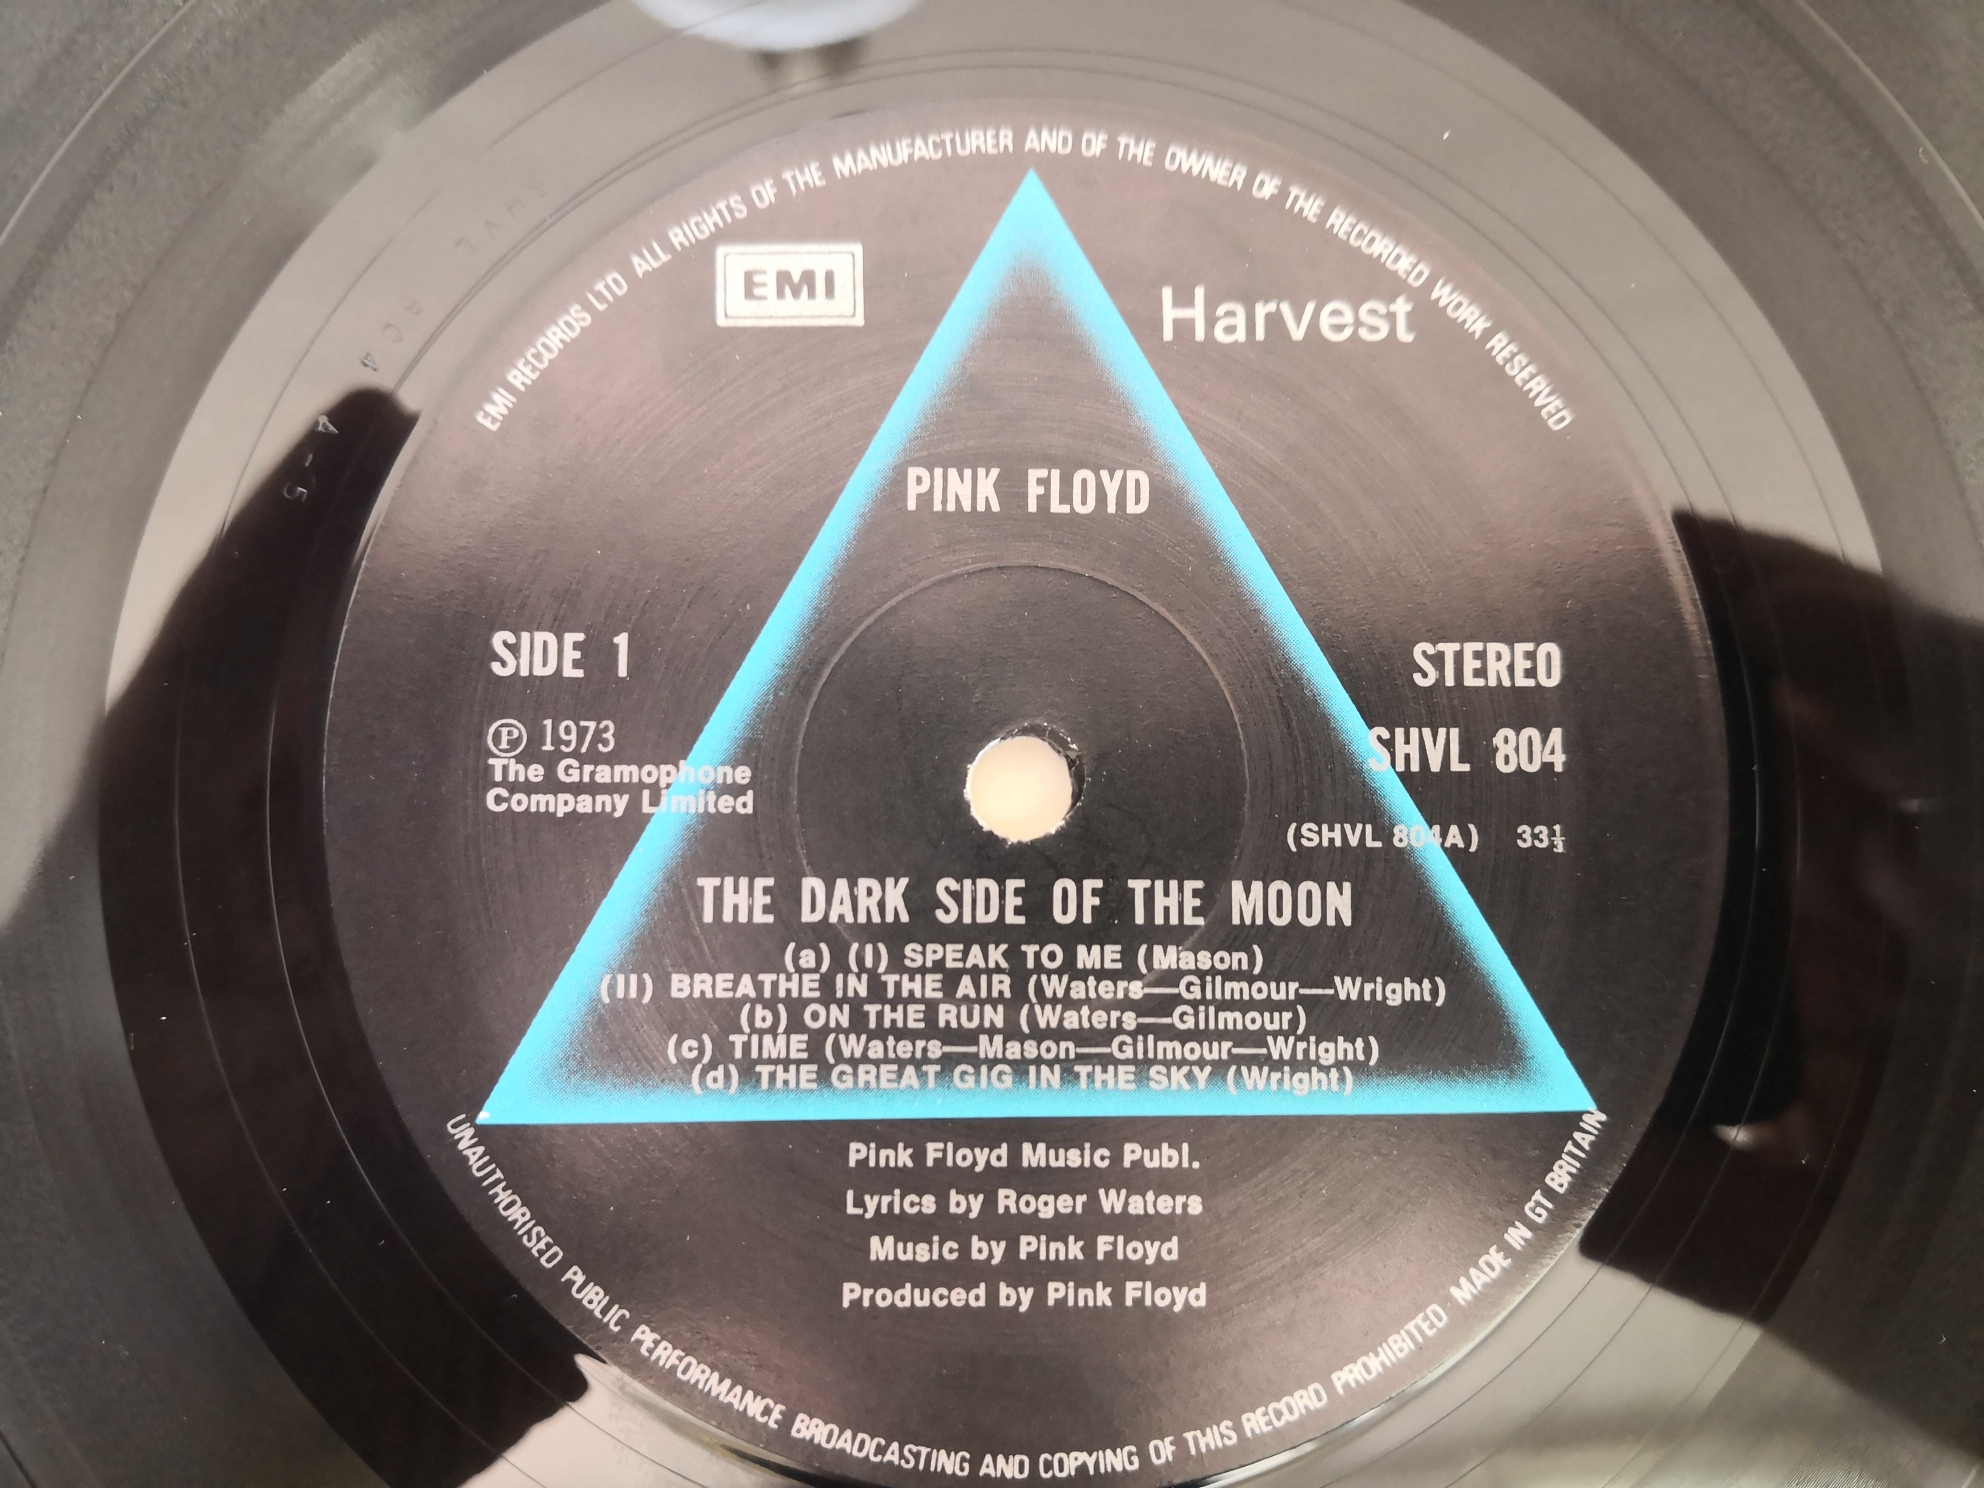 EMI RECORDS LTD ALL RIGHTS OF THE MANUFACTURER AND OF THE OWNER OF THE RECORDED WORK RESERVED
EMI
Harvest
PINK FLOYD
SIDE 1
STEREO
Ⓟ 1973
The Gramophone
Company Limited
SHVL 804
(SHVL 804A) 33⅓
THE DARK SIDE OF THE MOON
(a) (I) SPEAK TO ME (Mason)
(II) BREATHE IN THE AIR (Waters—Gilmour—Wright)
(b) ON THE RUN (Waters—Gilmour)
(c) TIME (Waters—Mason—Gilmour—Wright)
(d) THE GREAT GIG IN THE SKY (Wright)
Pink Floyd Music Publ.
Lyrics by Roger Waters
Music by Pink Floyd
Produced by Pink Floyd
UNAUTHORISED PUBLIC PERFORMANCE BROADCASTING AND COPYING OF THIS RECORD PROHIBITED MADE IN GT BRITAIN
A-5